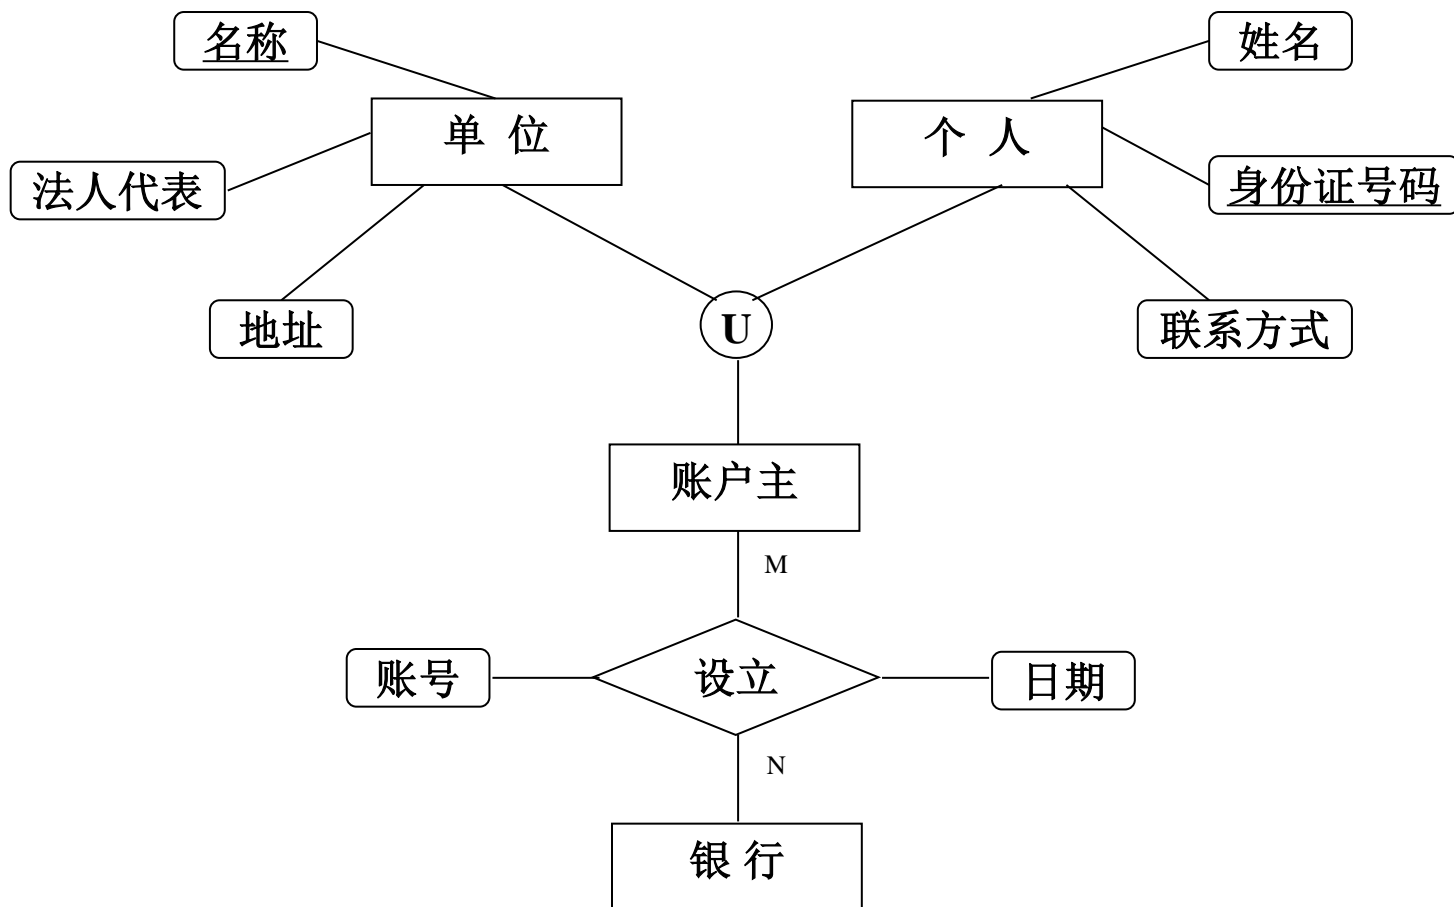 名称
姓名
单 位
个 人
法人代表
身份证号码
地址
U
联系方式
账户主
M
账号
设立
日期
N
银 行